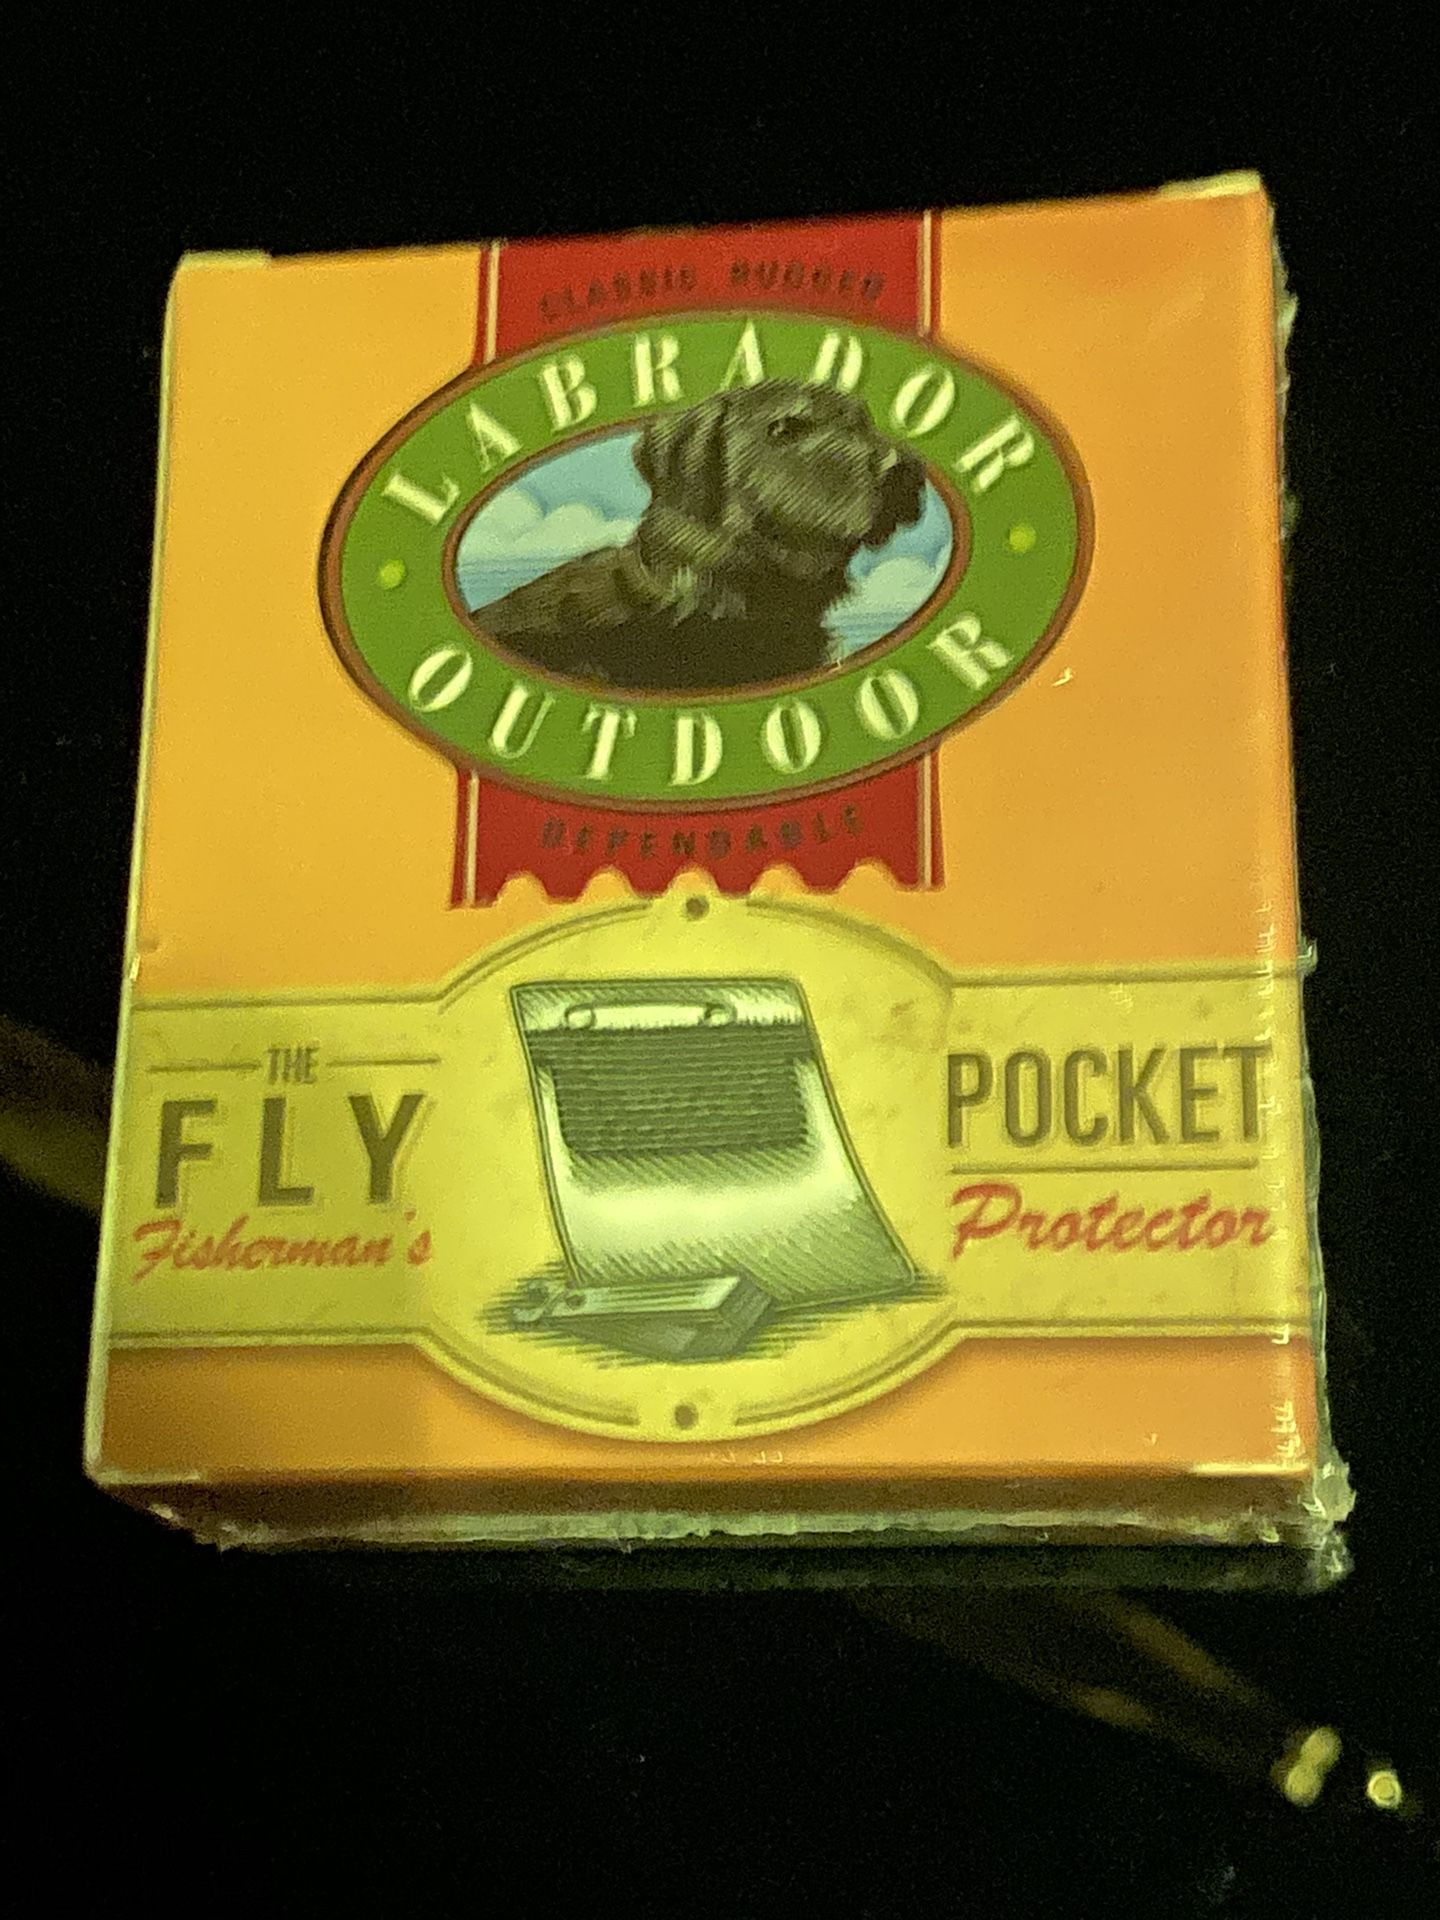 CLASSIC RUGGED
LABRADOR
OUTDOOR
DEPENDABLE
THE
FLY
Fisherman's
POCKET
Protector